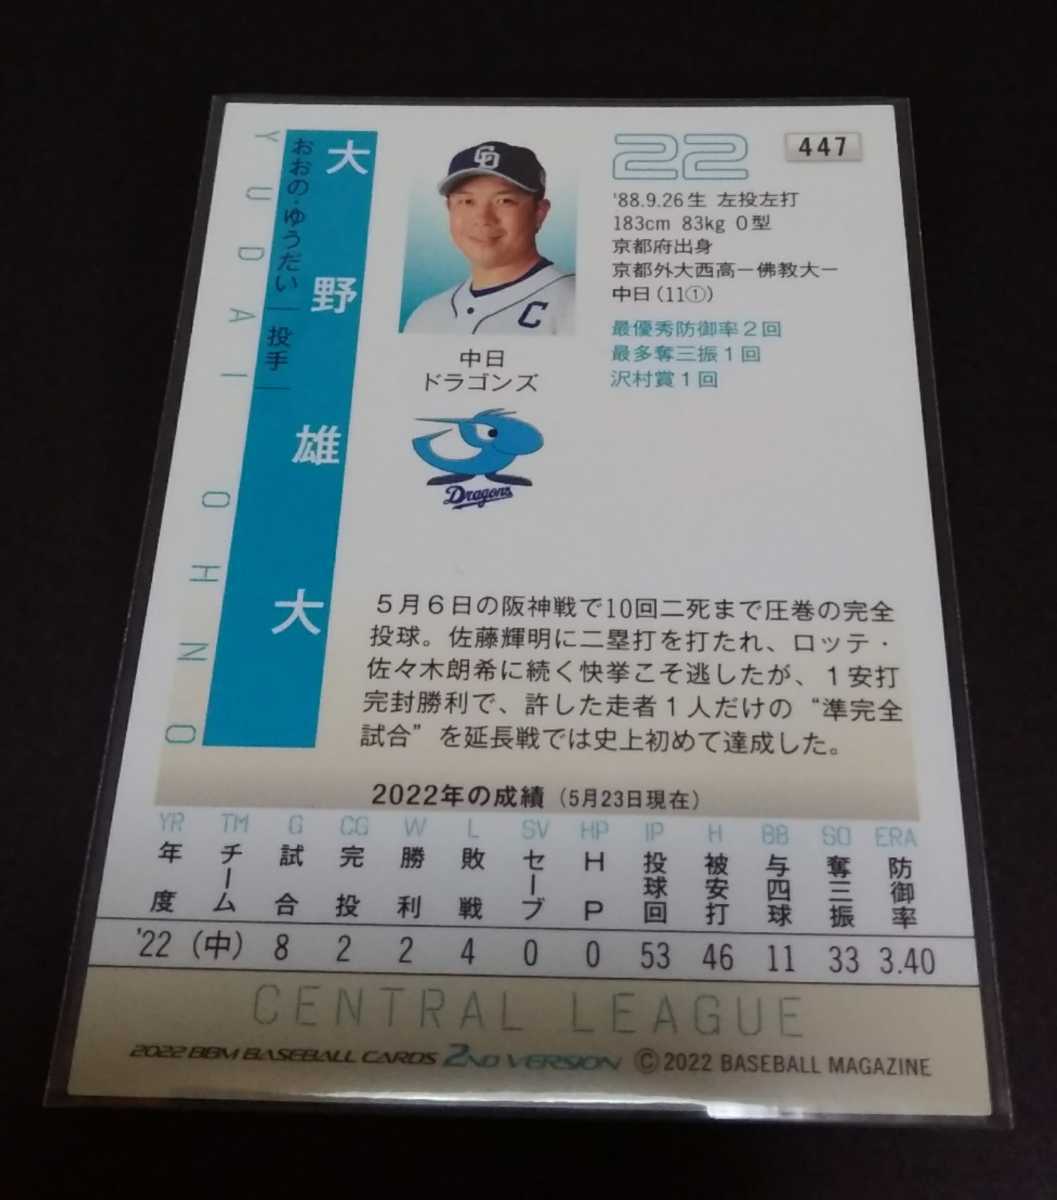 大野雄大
おおの・ゆうだい
投手
YUDAI OHNO
CD
C
中日
ドラゴンズ
Dragons
22
447
'88.9.26生 左投左打
183cm 83kg O型
京都府出身
京都外大西高ー佛教大ー
中日(11①)
最優秀防御率2回
最多奪三振1回
沢村賞1回
5月6日の阪神戦で10回二死まで圧巻の完全
投球。佐藤輝明に二塁打を打たれ、ロッテ・
佐々木朗希に続く快挙こそ逃したが、1安打
完封勝利で、許した走者1人だけの“準完全
試合”を延長戦では史上初めて達成した。
2022年の成績(5月23日現在)
YR TM G CG W L SV HP IP H BB SO ERA
年度 チーム 試合 完投 勝利 敗戦 セーブ HP 投球回 被安打 与四球 奪三振 防御率
'22 (中) 8 2 2 4 0 0 53 46 11 33 3.40
CENTRAL LEAGUE
2022 BBM BASEBALL CARDS 2ND VERSION ©2022 BASEBALL MAGAZINE